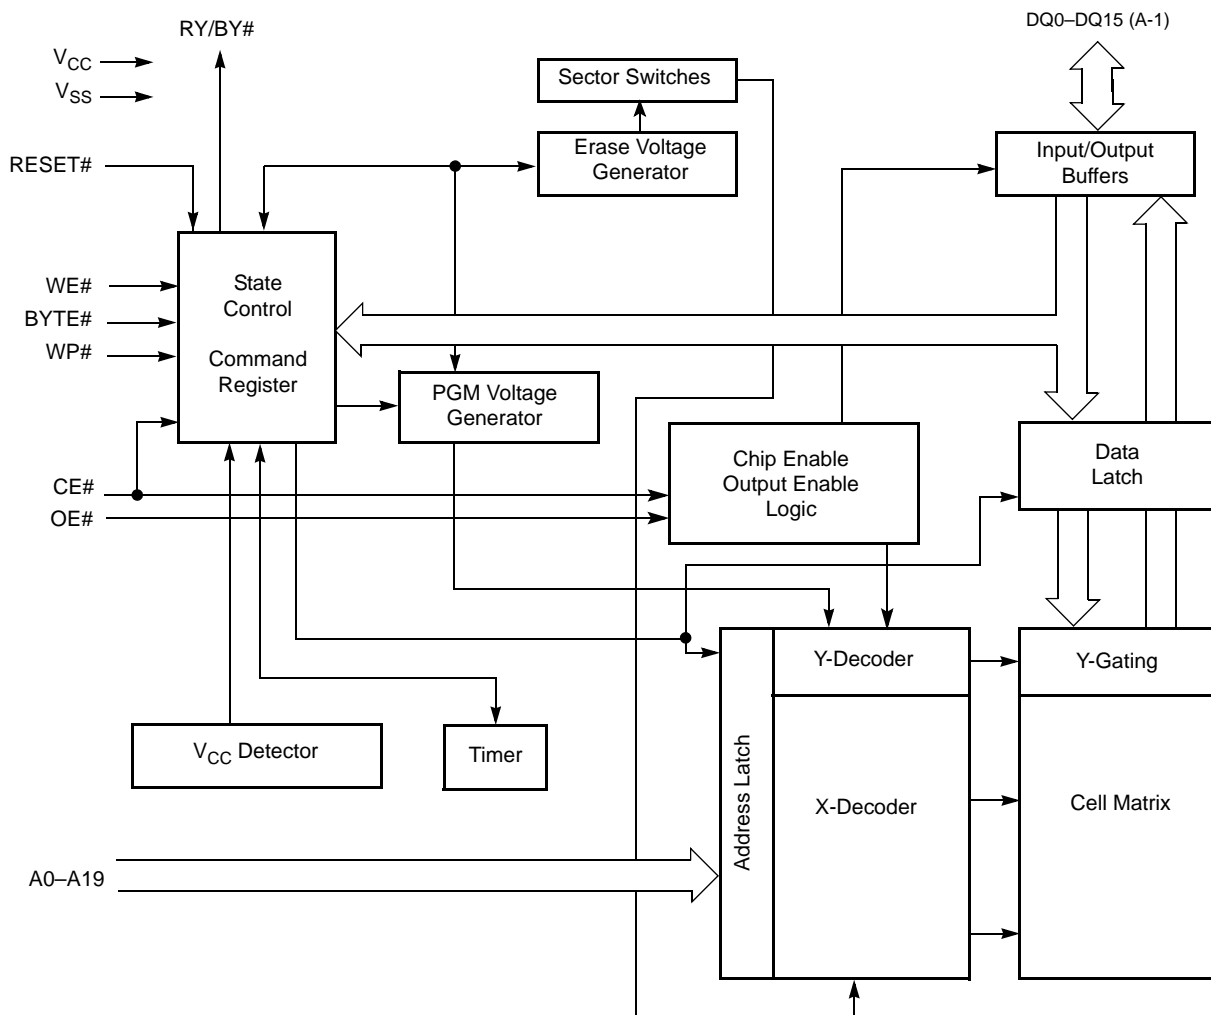 RY/BY#
DQ0–DQ15 (A-1)
VCC
VSS
Sector Switches
RESET#
Erase Voltage
Generator
Input/Output
Buffers
WE#
BYTE#
WP#
State
Control
Command
Register
PGM Voltage
Generator
CE#
OE#
Chip Enable
Output Enable
Logic
Data
Latch
Y-Decoder
Y-Gating
VCC Detector
Timer
Address Latch
X-Decoder
Cell Matrix
A0–A19